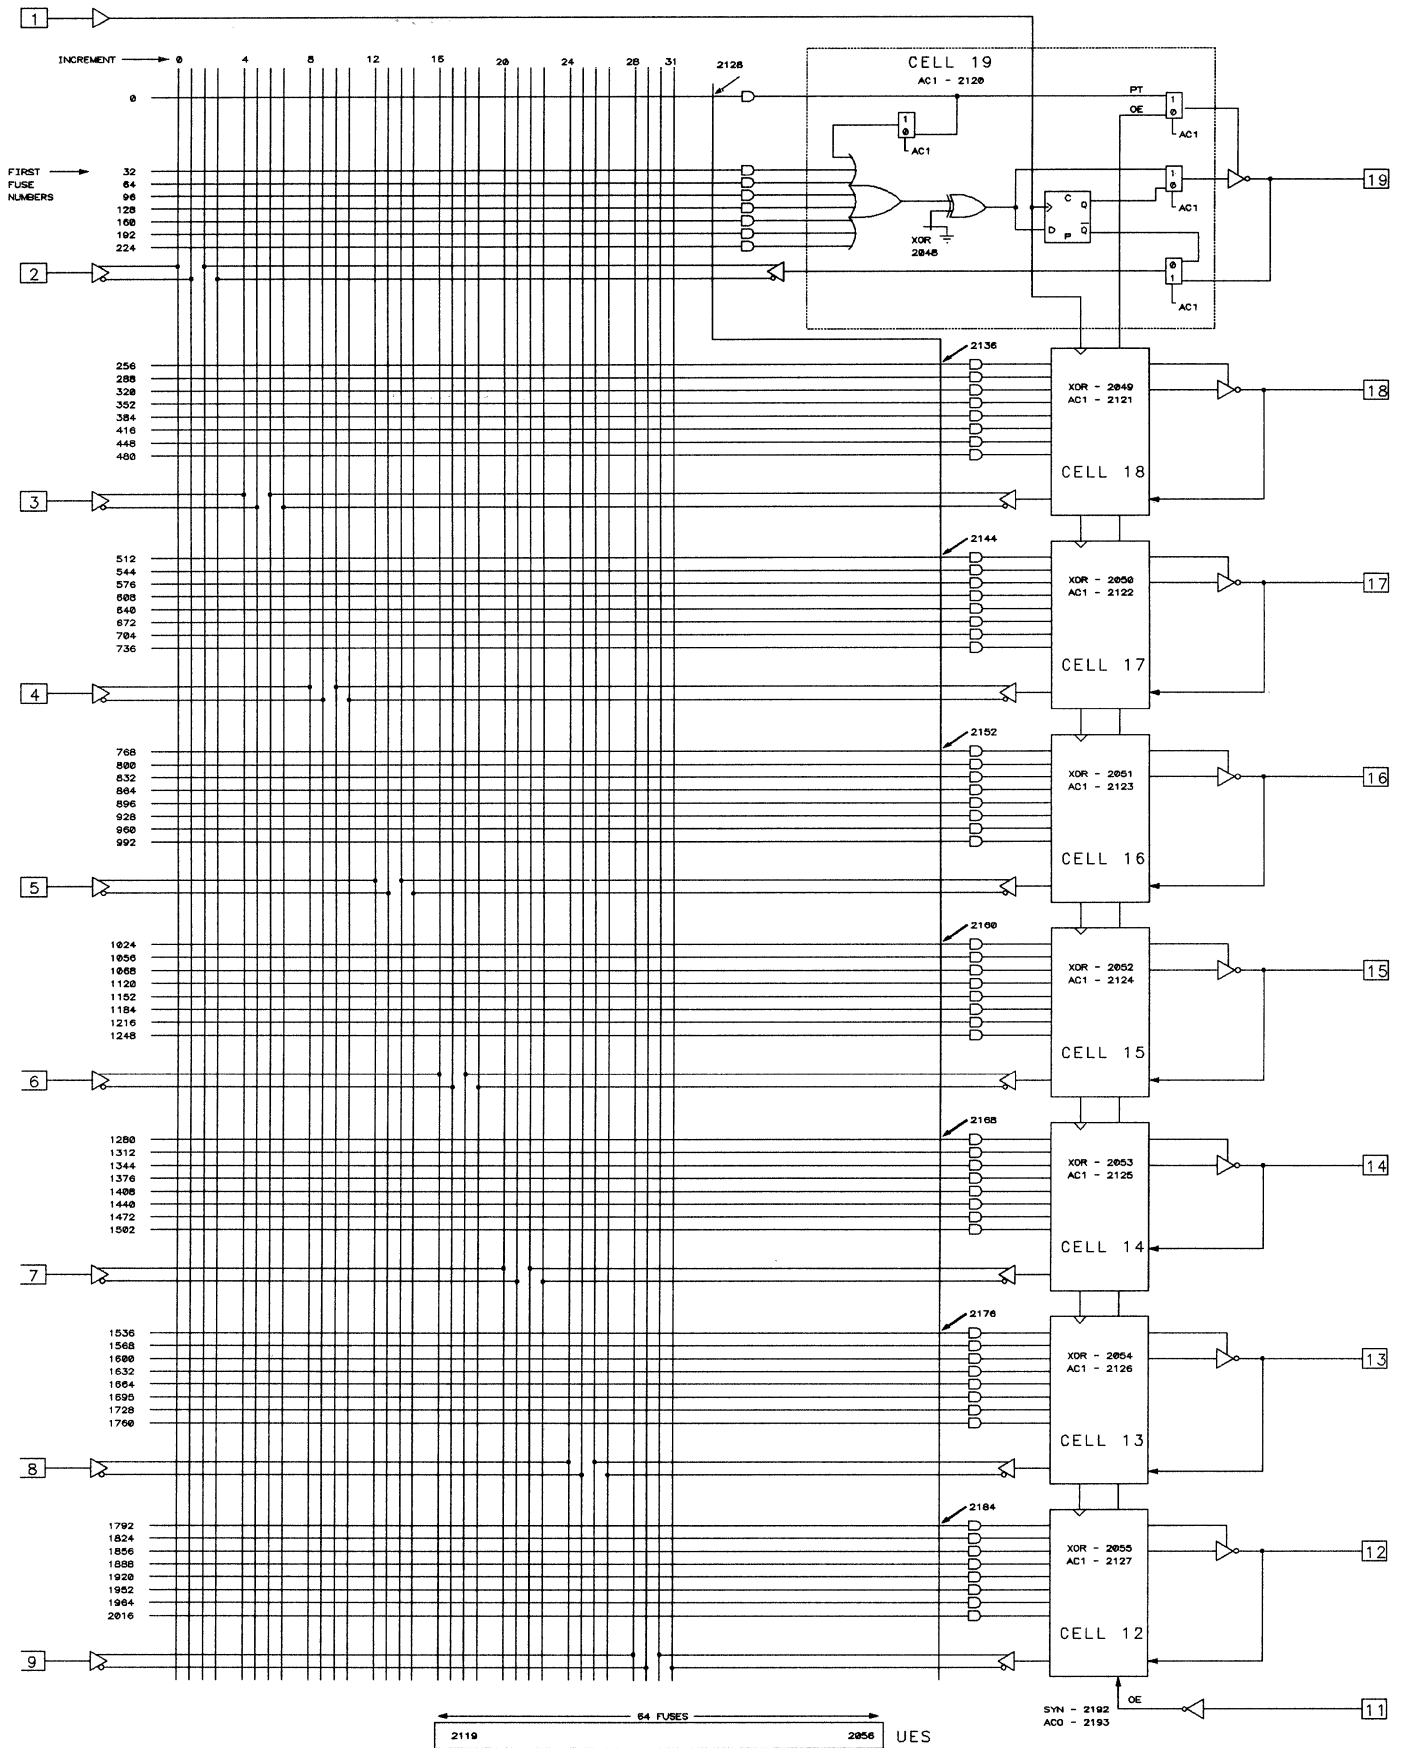 1
INCREMENT 0 4 8 12 16 20 24 28 31
2128
CELL 19
AC1 - 2120
0
PT
OE
1
0
AC1
1
0
AC1
FIRST
FUSE
NUMBERS
32
64
96
128
160
192
224
XOR
2048
C
Q
D
P
Q
1
0
AC1
19
2
0
1
AC1
2136
256
288
320
352
384
416
448
480
XOR - 2049
AC1 - 2121
CELL 18
18
3
2144
512
544
576
608
640
672
704
736
XOR - 2050
AC1 - 2122
CELL 17
17
4
2152
768
800
832
864
896
928
960
992
XOR - 2051
AC1 - 2123
CELL 16
16
5
2160
1024
1056
1068
1120
1152
1184
1216
1248
XOR - 2052
AC1 - 2124
CELL 15
15
6
2168
1280
1312
1344
1376
1408
1440
1472
1502
XOR - 2053
AC1 - 2125
CELL 14
14
7
2176
1536
1568
1600
1632
1664
1695
1728
1760
XOR - 2054
AC1 - 2126
CELL 13
13
8
2184
1792
1824
1856
1888
1920
1952
1964
2016
XOR - 2055
AC1 - 2127
CELL 12
12
9
OE
11
SYN - 2192
AC0 - 2193
64 FUSES
2119 2056 UES